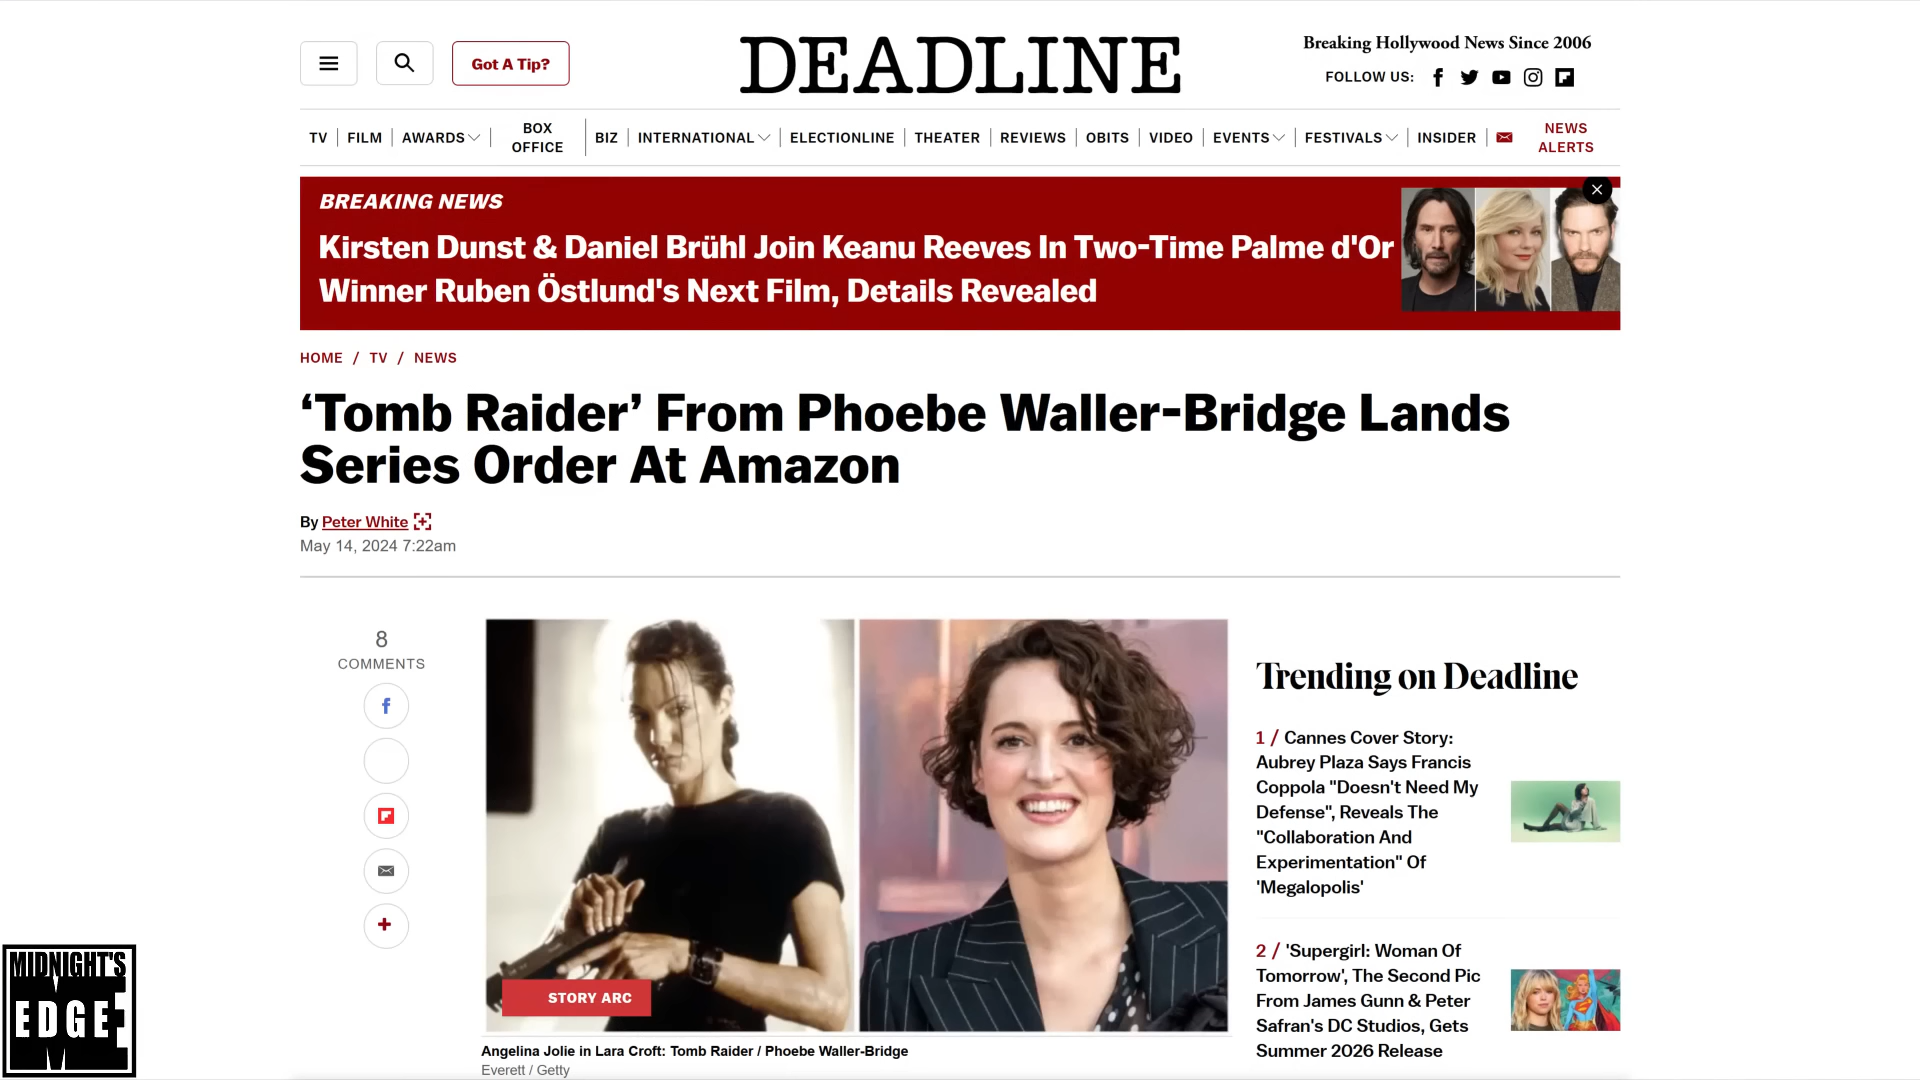 Got A Tip?
DEADLINE
Breaking Hollywood News Since 2006
FOLLOW US:
TV
FILM
AWARDS
BOX
OFFICE
BIZ
INTERNATIONAL
ELECTIONLINE
THEATER
REVIEWS
OBITS
VIDEO
EVENTS
FESTIVALS
INSIDER
NEWS
ALERTS
BREAKING NEWS
Kirsten Dunst & Daniel Brühl Join Keanu Reeves In Two-Time Palme d'Or
Winner Ruben Östlund's Next Film, Details Revealed
HOME / TV / NEWS
‘Tomb Raider’ From Phoebe Waller-Bridge Lands
Series Order At Amazon
By Peter White
May 14, 2024 7:22am
8
COMMENTS
STORY ARC
Angelina Jolie in Lara Croft: Tomb Raider / Phoebe Waller-Bridge
Everett / Getty
Trending on Deadline
1 / Cannes Cover Story:
Aubrey Plaza Says Francis
Coppola "Doesn't Need My
Defense", Reveals The
"Collaboration And
Experimentation" Of
'Megalopolis'
2 / 'Supergirl: Woman Of
Tomorrow', The Second Pic
From James Gunn & Peter
Safran's DC Studios, Gets
Summer 2026 Release
MIDNIGHT'S
EDGE